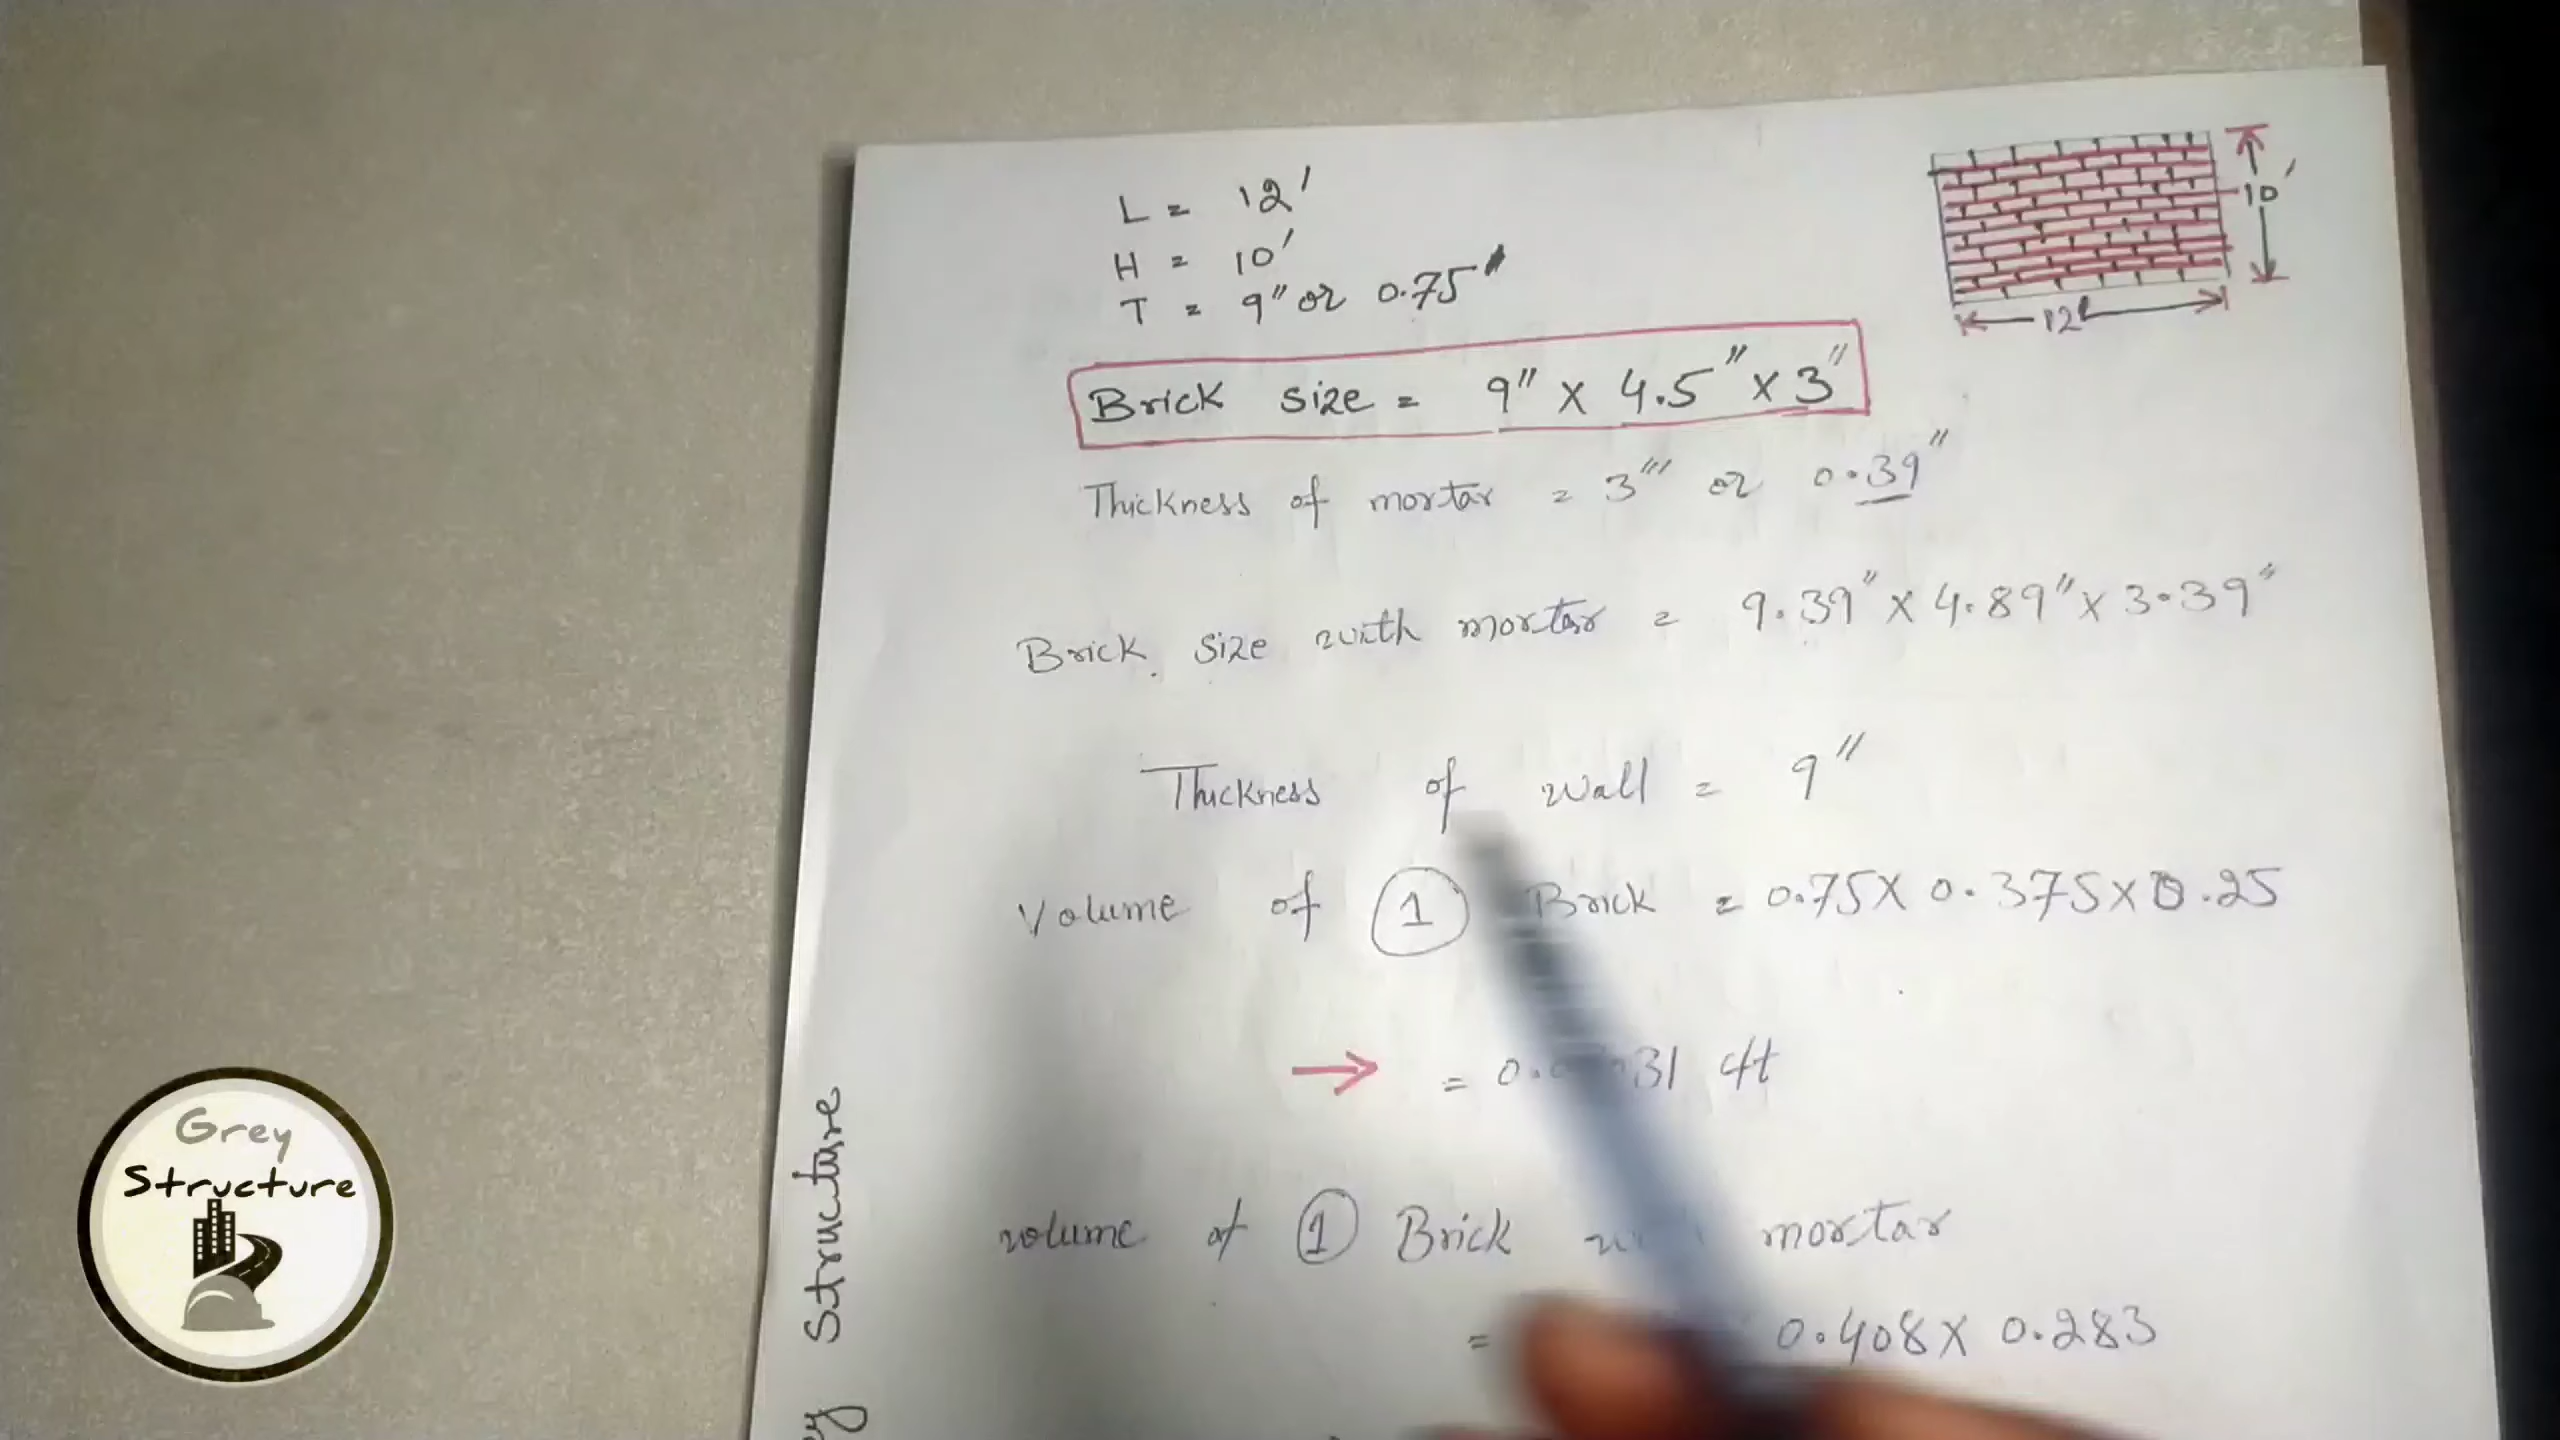 L = 12'
H = 10'
T = 9" or 0.75'
10'
12'
Brick size = 9" x 4.5" x 3"
Thickness of mortar = 3''' or 0.39"
Brick size with mortar = 9.39" x 4.89" x 3.39"
Thickness of wall = 9"
Volume of 1 Brick = 0.75 x 0.375 x 0.25
→ = 0. 31 cft
volume of 1 Brick mortar
= 0.408 x 0.283
Structure
Grey
Structure